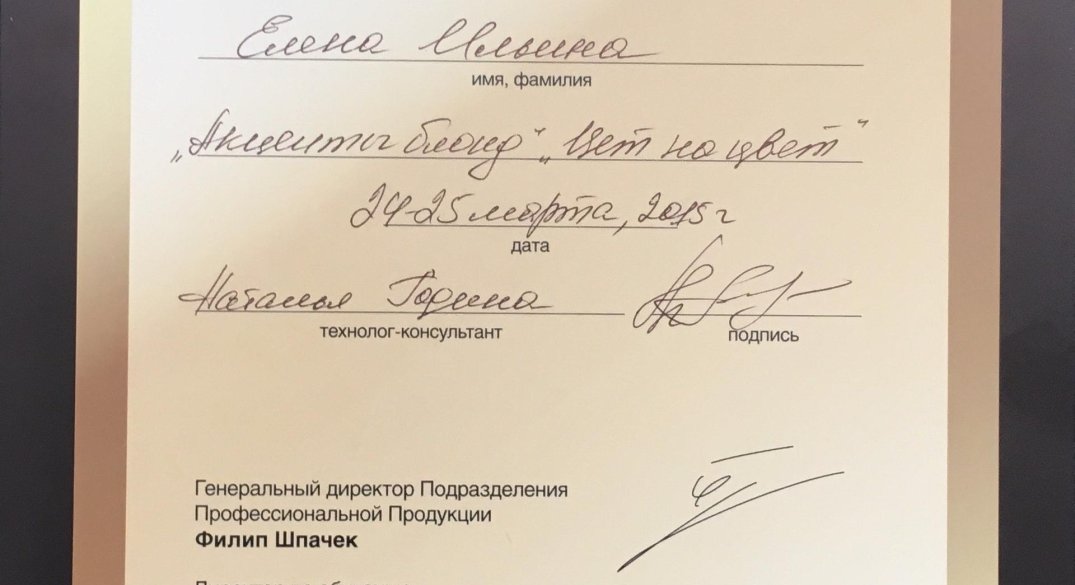 Елена Ильина
имя, фамилия
„Акценты блонд“ „Цвет на цвет“
24-25 марта, 2015 г
дата
Наталья Година
технолог-консультант
подпись
Генеральный директор Подразделения
Профессиональной Продукции
Филип Шпачек